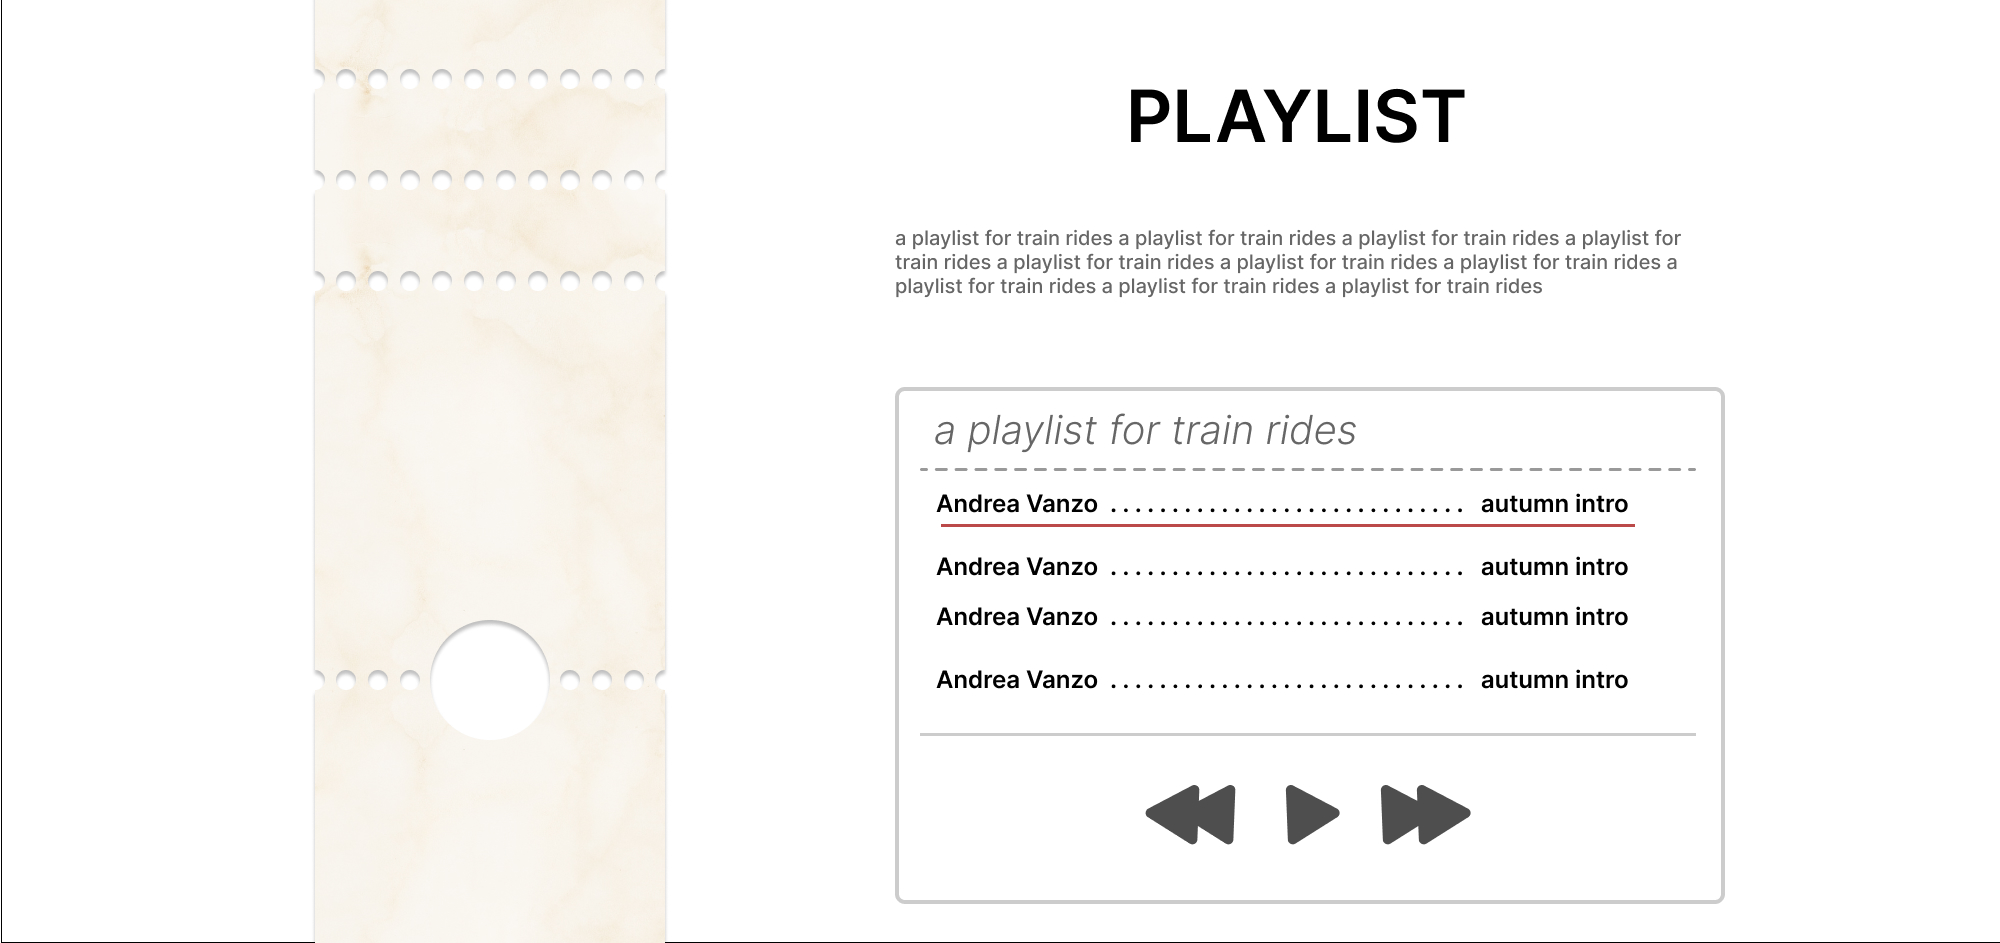 PLAYLIST
a playlist for train rides a playlist for train rides a playlist for train rides a playlist for
train rides a playlist for train rides a playlist for train rides a playlist for train rides a
playlist for train rides a playlist for train rides a playlist for train rides
a playlist for train rides
Andrea Vanzo ............................. autumn intro
Andrea Vanzo ............................. autumn intro
Andrea Vanzo ............................. autumn intro
Andrea Vanzo ............................. autumn intro